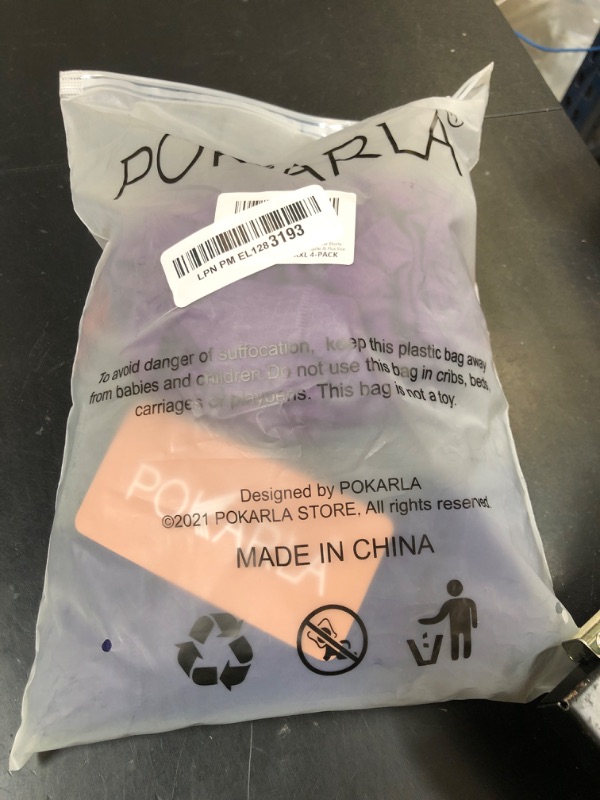 POKARLA®
LPN PM EL128 3193
XL 4-PACK
To avoid danger of suffocation, keep this plastic bag away
from babies and children. Do not use this bag in cribs, beds,
carriages or playpens. This bag is not a toy.
POKARLA
Designed by POKARLA
©2021 POKARLA STORE. All rights reserved.
MADE IN CHINA